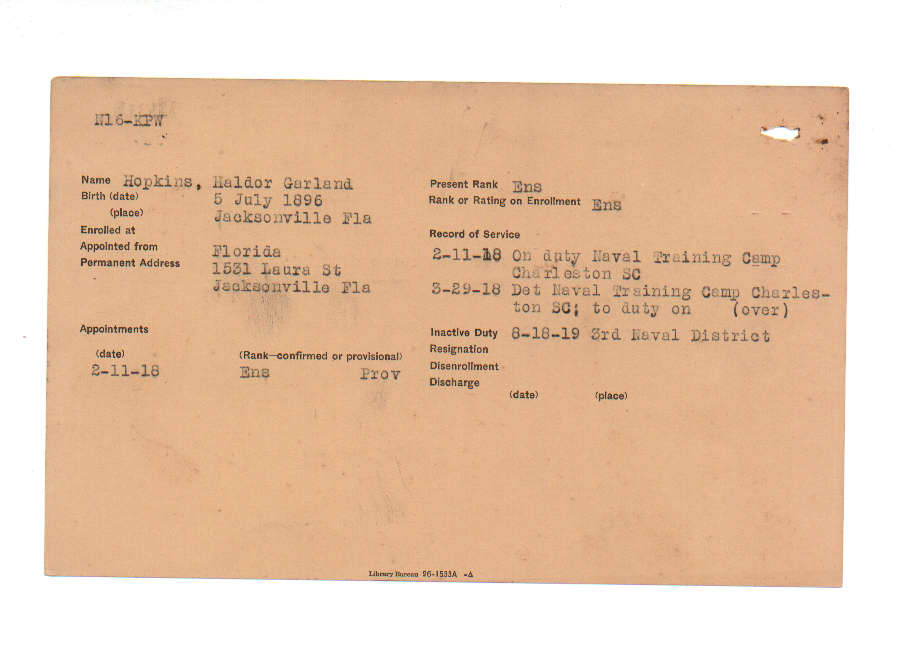 N16-KPW
Name Hopkins, Haldor Garland
Birth (date) 5 July 1896
(place) Jacksonville Fla
Enrolled at
Appointed from Florida
Permanent Address 1531 Laura St
Jacksonville Fla
Appointments
(date) (Rank—confirmed or provisional)
2-11-18 Ens Prov
Present Rank Ens
Rank or Rating on Enrollment Ens
Record of Service
2-11-18 On duty Naval Training Camp
Charleston SC
3-29-18 Det Naval Training Camp Charles-
ton SC; to duty on (over)
Inactive Duty 8-18-19 3rd Naval District
Resignation
Disenrollment
Discharge
(date) (place)
Library Bureau 96-1533A -Δ